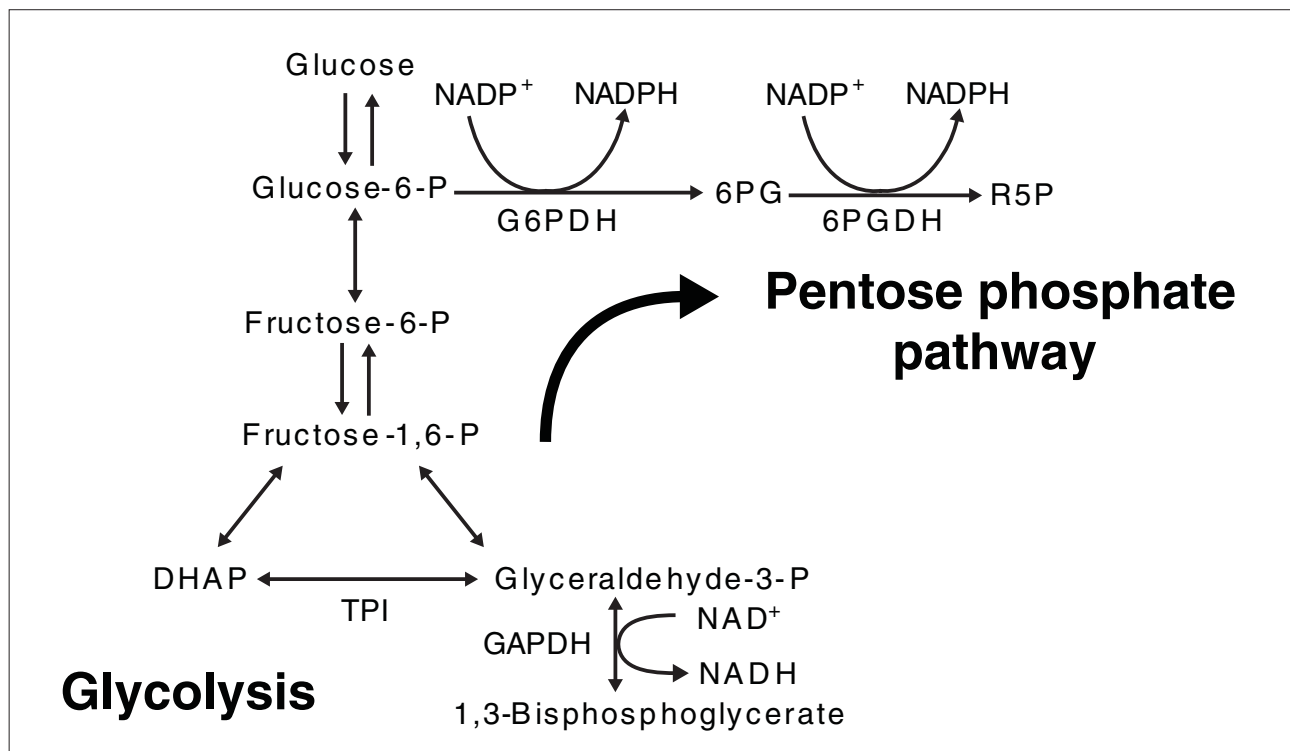 Glucose
NADP+ NADPH NADP+ NADPH
Glucose-6-P 6PG R5P
G6PDH 6PGDH
Pentose phosphate
pathway
Fructose-6-P
Fructose-1,6-P
DHAP Glyceraldehyde-3-P
TPI
NAD+
GAPDH
NADH
Glycolysis
1,3-Bisphosphoglycerate